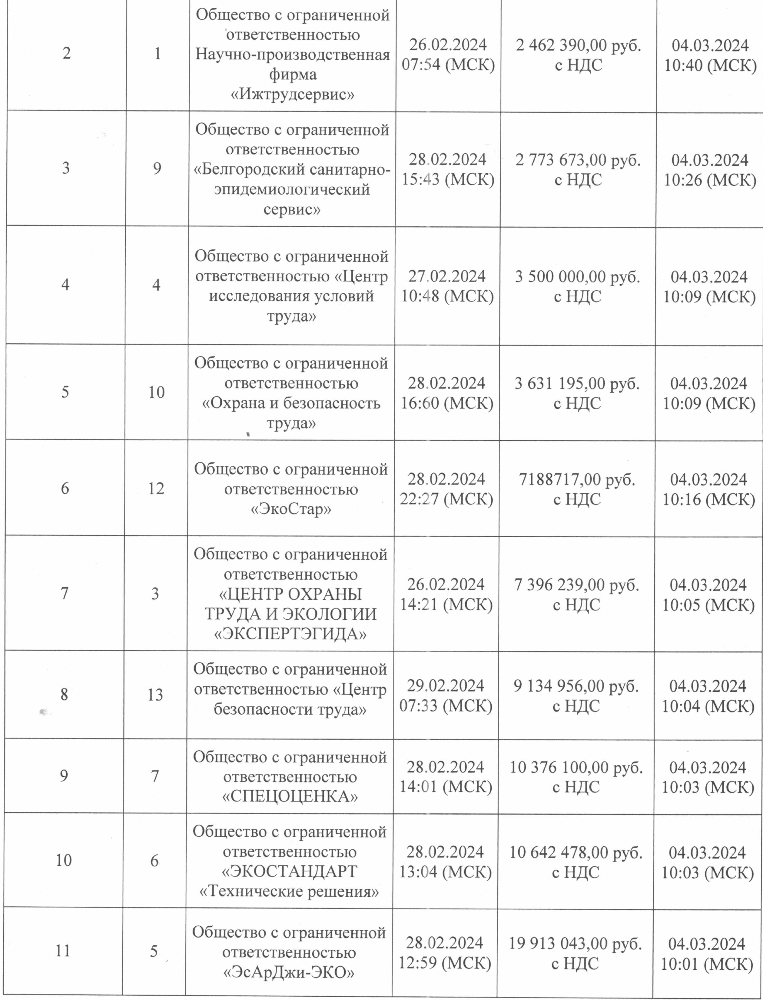 2
1
Общество с ограниченной
ответственностью
Научно-производственная
фирма
«Ижтрудсервис»
26.02.2024
07:54 (МСК)
2 462 390,00 руб.
с НДС
04.03.2024
10:40 (МСК)
3
9
Общество с ограниченной
ответственностью
«Белгородский санитарно-
эпидемиологический
сервис»
28.02.2024
15:43 (МСК)
2 773 673,00 руб.
с НДС
04.03.2024
10:26 (МСК)
4
4
Общество с ограниченной
ответственностью «Центр
исследования условий
труда»
27.02.2024
10:48 (МСК)
3 500 000,00 руб.
с НДС
04.03.2024
10:09 (МСК)
5
10
Общество с ограниченной
ответственностью
«Охрана и безопасность
труда»
28.02.2024
16:60 (МСК)
3 631 195,00 руб.
с НДС
04.03.2024
10:09 (МСК)
6
12
Общество с ограниченной
ответственностью
«ЭкоСтар»
28.02.2024
22:27 (МСК)
7188717,00 руб.
с НДС
04.03.2024
10:16 (МСК)
7
3
Общество с ограниченной
ответственностью
«ЦЕНТР ОХРАНЫ
ТРУДА И ЭКОЛОГИИ
«ЭКСПЕРТЭГИДА»
26.02.2024
14:21 (МСК)
7 396 239,00 руб.
с НДС
04.03.2024
10:05 (МСК)
8
13
Общество с ограниченной
ответственностью «Центр
безопасности труда»
29.02.2024
07:33 (МСК)
9 134 956,00 руб.
с НДС
04.03.2024
10:04 (МСК)
9
7
Общество с ограниченной
ответственностью
«СПЕЦОЦЕНКА»
28.02.2024
14:01 (МСК)
10 376 100,00 руб.
с НДС
04.03.2024
10:03 (МСК)
10
6
Общество с ограниченной
ответственностью
«ЭКОСТАНДАРТ
«Технические решения»
28.02.2024
13:04 (МСК)
10 642 478,00 руб.
с НДС
04.03.2024
10:03 (МСК)
11
5
Общество с ограниченной
ответственностью
«ЭсАрДжи-ЭКО»
28.02.2024
12:59 (МСК)
19 913 043,00 руб.
с НДС
04.03.2024
10:01 (МСК)